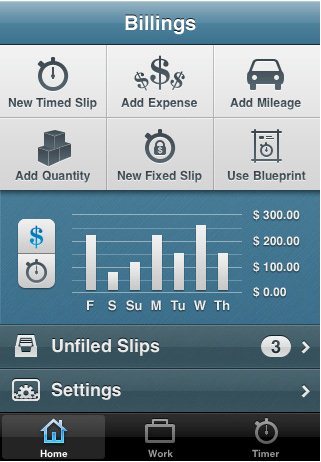 Billings
New Timed Slip Add Expense Add Mileage
Add Quantity New Fixed Slip Use Blueprint
$ 300.00
$ $ 200.00
$ 100.00
$ 0.00
F S Su M Tu W Th
Unfiled Slips 3
Settings
Home Work Timer